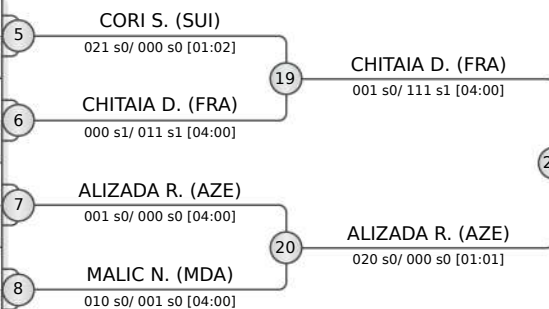 5
CORI S. (SUI)
021 s0/ 000 s0 [01:02]
19
CHITAIA D. (FRA)
001 s0/ 111 s1 [04:00]
6
CHITAIA D. (FRA)
000 s1/ 011 s1 [04:00]
7
ALIZADA R. (AZE)
001 s0/ 000 s0 [04:00]
20
ALIZADA R. (AZE)
020 s0/ 000 s0 [01:01]
8
MALIC N. (MDA)
010 s0/ 001 s0 [04:00]